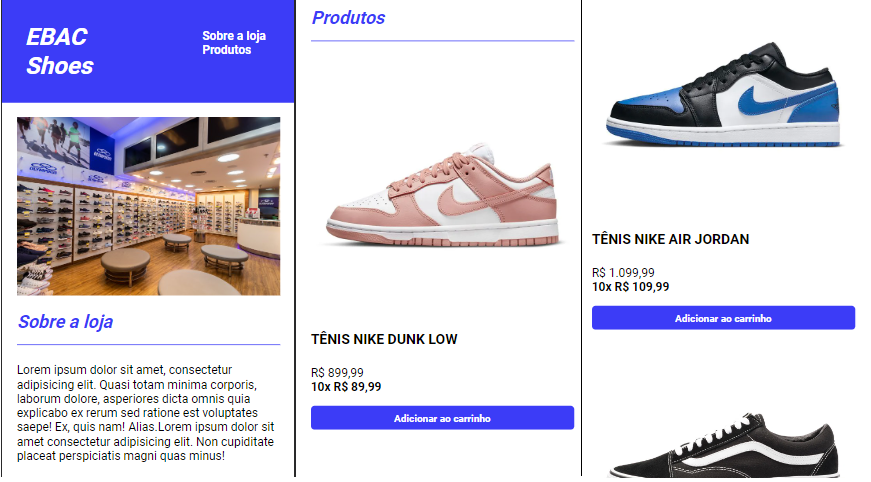 EBAC
Shoes
Sobre a loja
Produtos
OLYMPIKUS
Sobre a loja
Lorem ipsum dolor sit amet, consectetur
adipisicing elit. Quasi totam minima corporis,
laborum dolore, asperiores dicta omnis quia
explicabo ex rerum sed ratione est voluptates
saepe! Ex, quis nam! Alias.Lorem ipsum dolor sit
amet consectetur adipisicing elit. Non cupiditate
placeat perspiciatis magni quas minus!
Produtos
TÊNIS NIKE DUNK LOW
R$ 899,99
10x R$ 89,99
Adicionar ao carrinho
TÊNIS NIKE AIR JORDAN
R$ 1.099,99
10x R$ 109,99
Adicionar ao carrinho